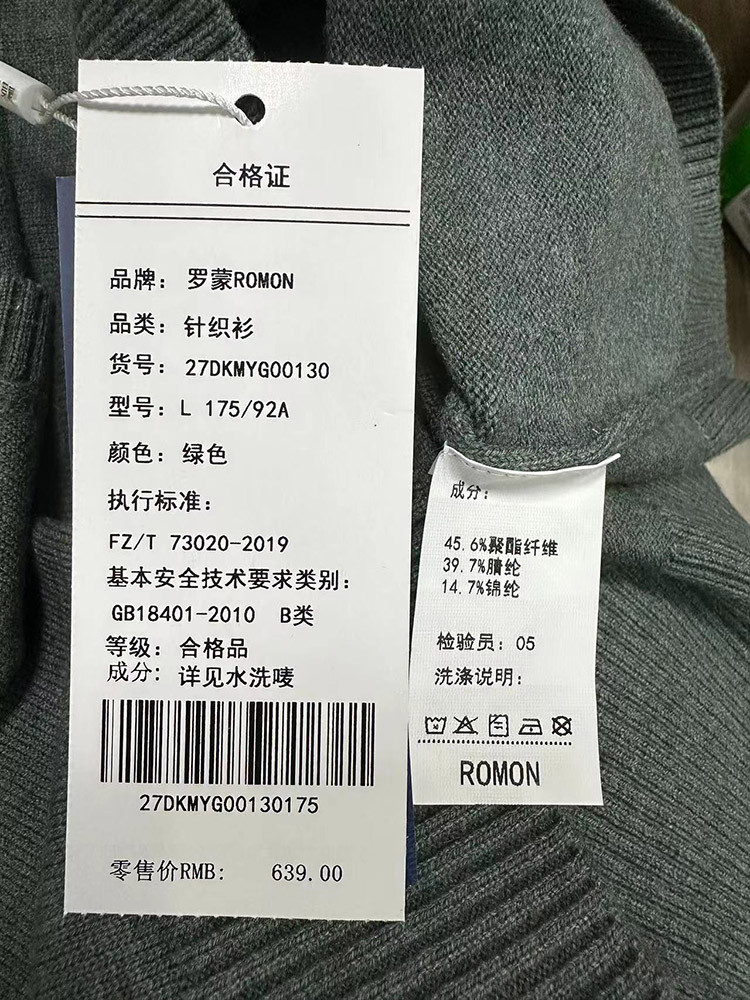 合格证
品牌: 罗蒙ROMON
品类: 针织衫
货号: 27DKMYG00130
型号: L 175/92A
颜色: 绿色
执行标准:
FZ/T 73020-2019
基本安全技术要求类别:
GB18401-2010 B类
等级: 合格品
成分: 详见水洗唛
27DKMYG00130175
零售价RMB: 639.00
成分:
45.6%聚酯纤维
39.7%腈纶
14.7%锦纶
检验员: 05
洗涤说明:
ROMON